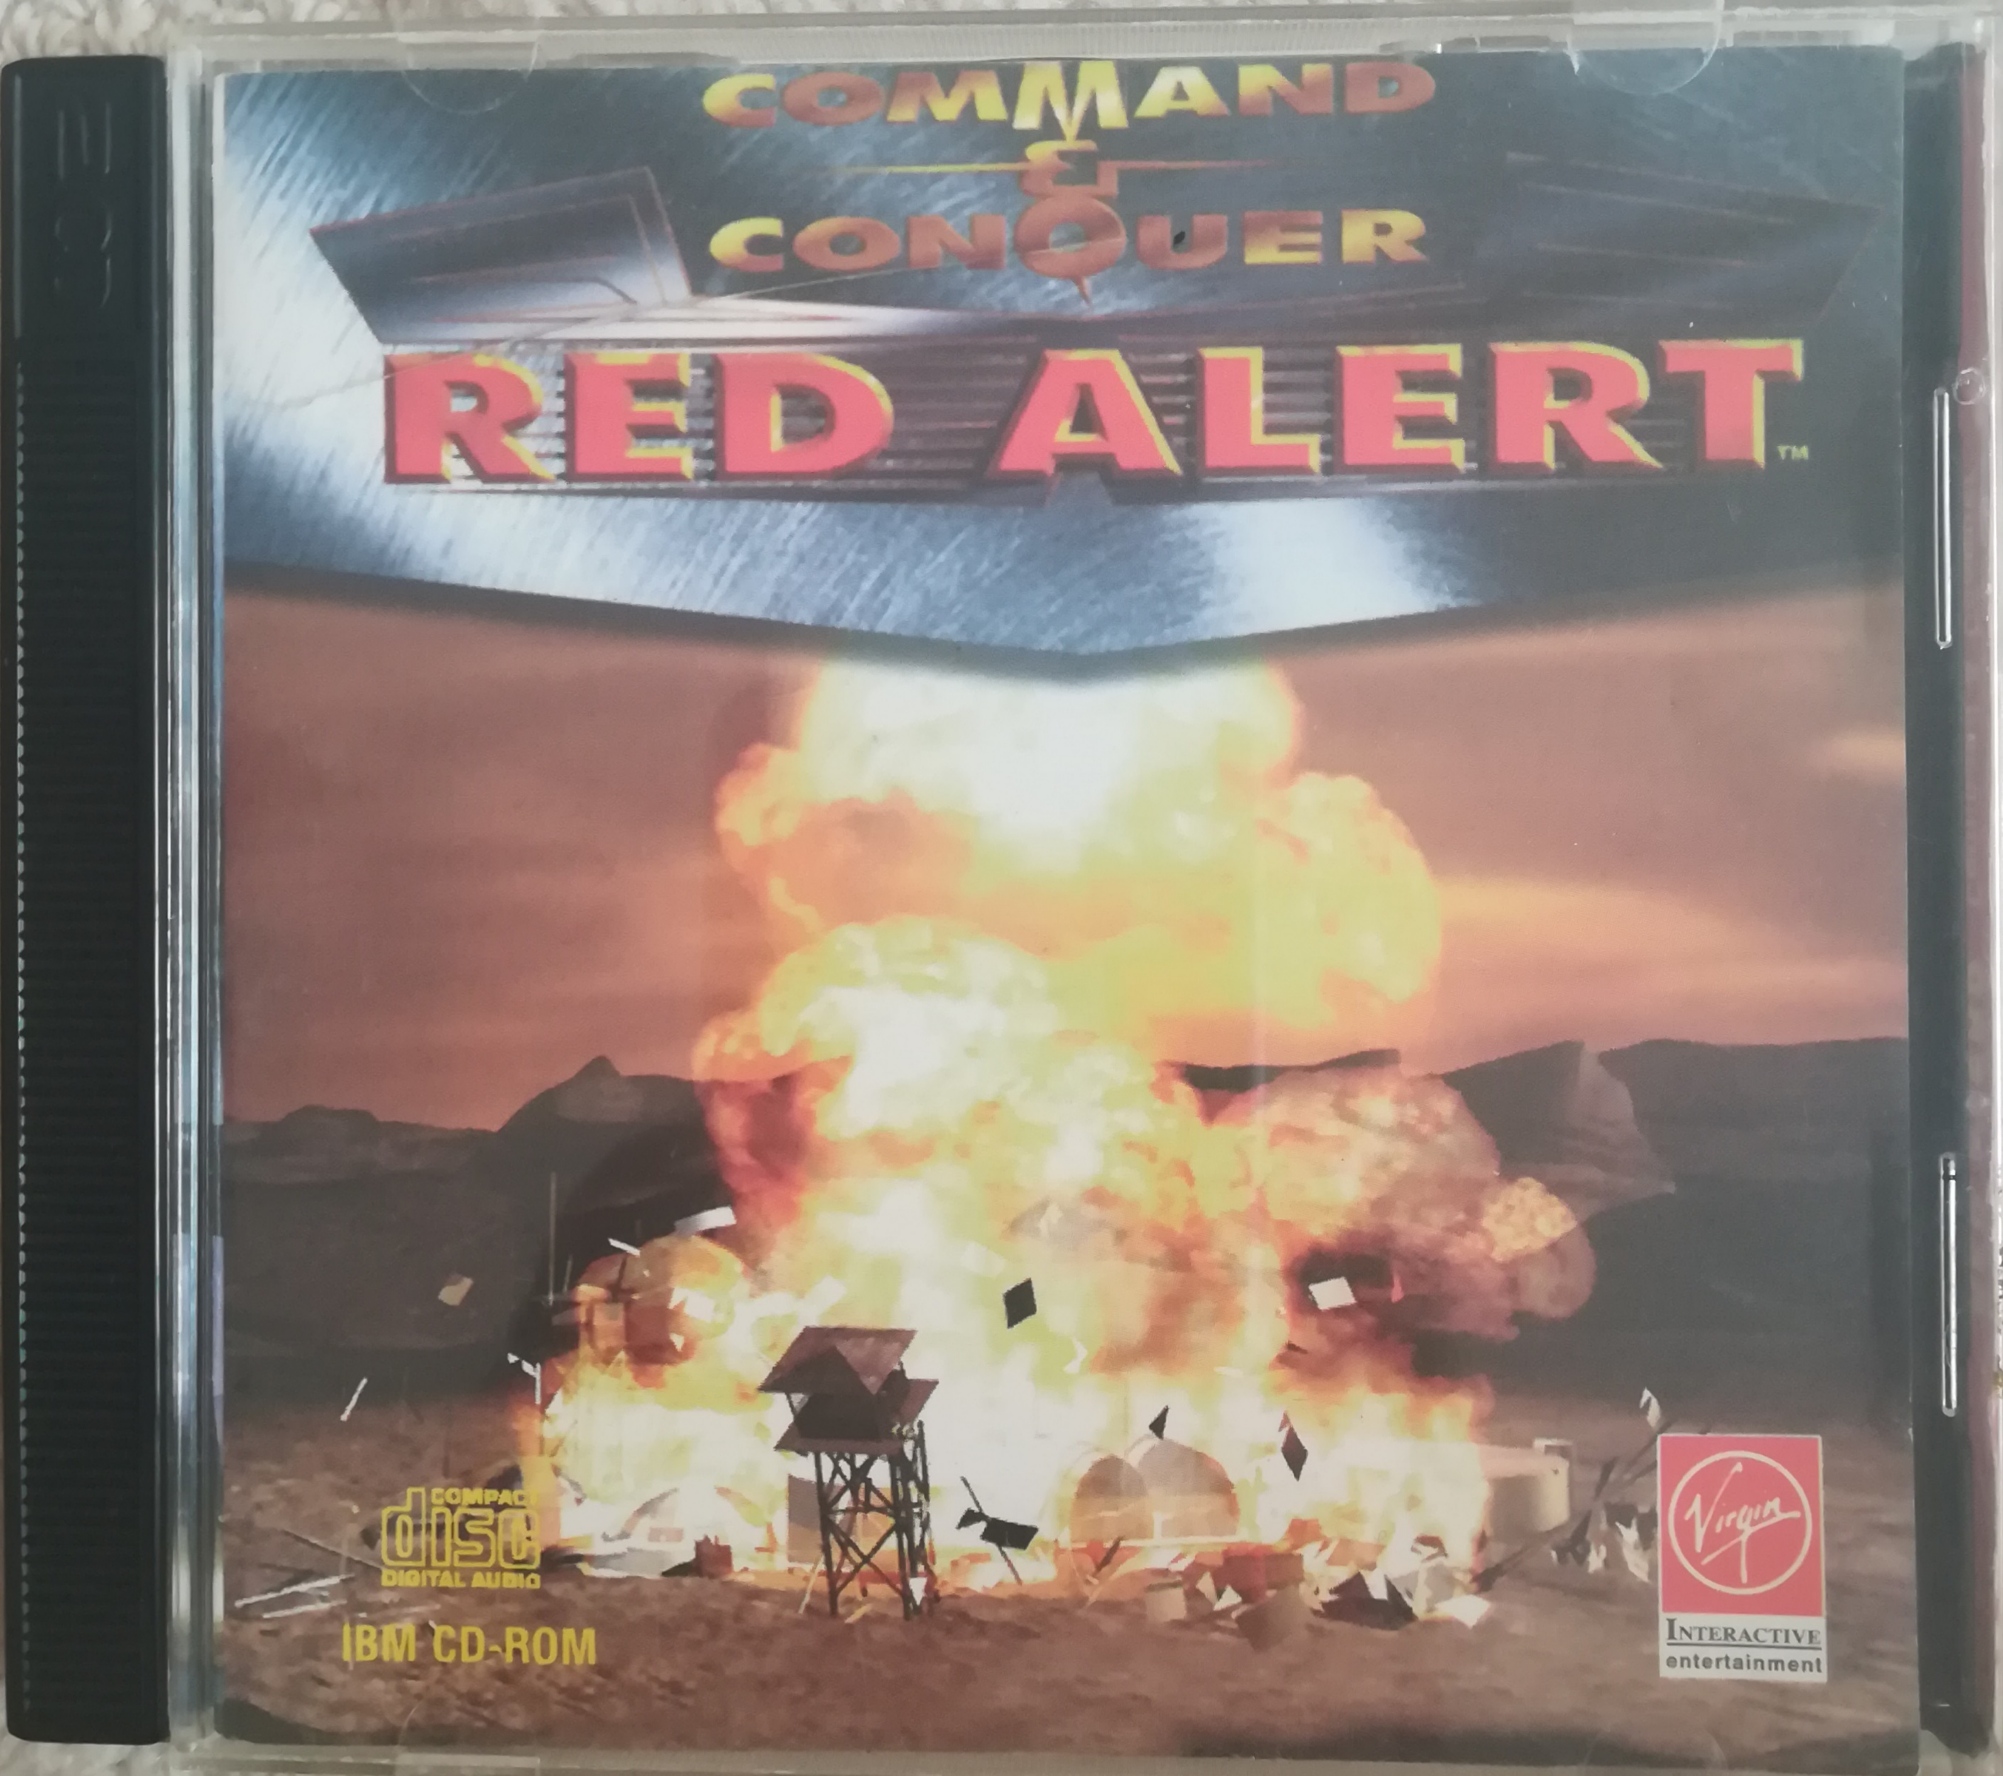 COMMAND
&
CONQUER
RED ALERT™
COMPACT
disc
DIGITAL AUDIO
IBM CD-ROM
Virgin
INTERACTIVE
entertainment